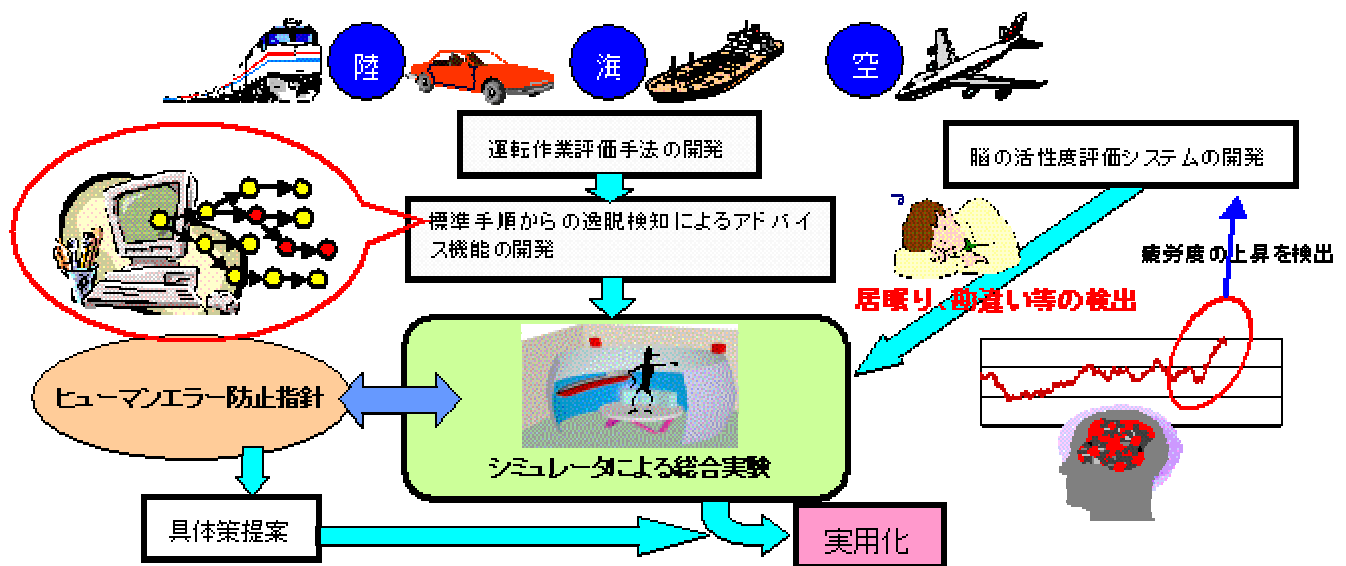 陸
海
空
運転作業評価手法の開発
脳の活性度評価システムの開発
標準手順からの逸脱検知によるアドバイ
ス機能の開発
疲労度の上昇を検出
居眠り、勘違い等の検出
ヒューマンエラー防止指針
シミュレータによる総合実験
具体策提案
実用化